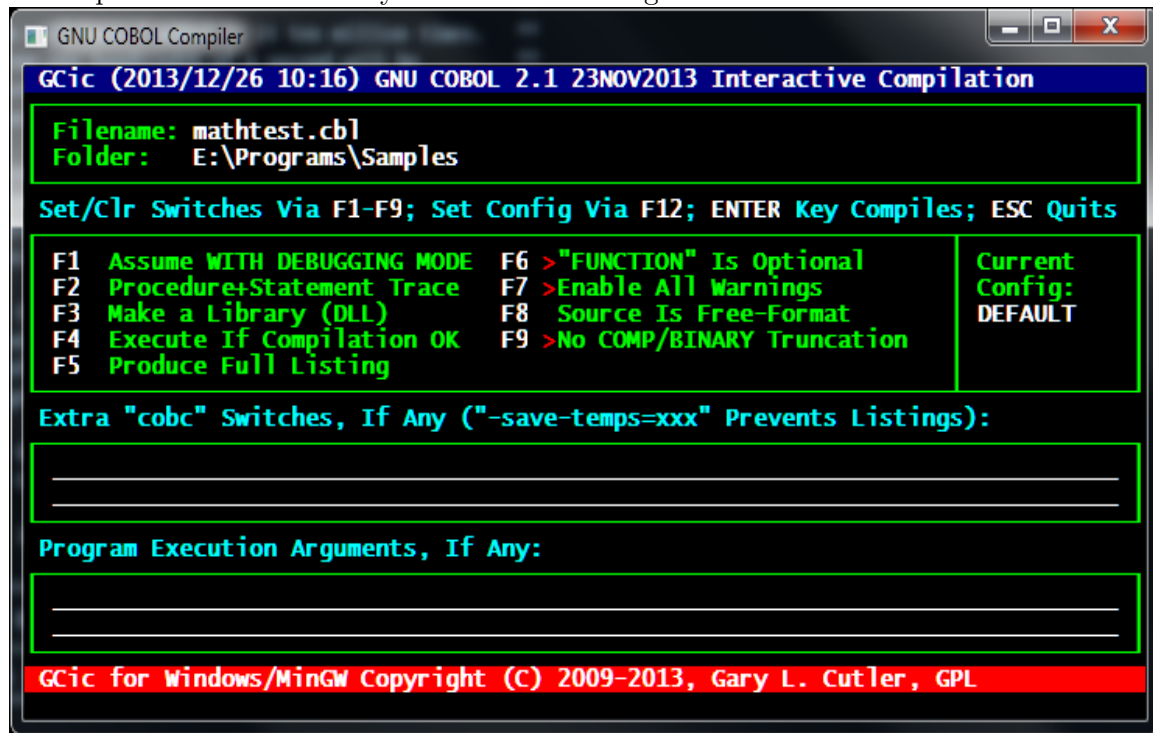 GNU COBOL Compiler
GCic (2013/12/26 10:16) GNU COBOL 2.1 23NOV2013 Interactive Compilation
Filename: mathtest.cbl
Folder: E:\Programs\Samples
Set/Clr Switches Via F1-F9; Set Config Via F12; ENTER Key Compiles; ESC Quits
F1 Assume WITH DEBUGGING MODE F6 >"FUNCTION" Is Optional Current
F2 Procedure+Statement Trace F7 >Enable All Warnings Config:
F3 Make a Library (DLL) F8 Source Is Free-Format DEFAULT
F4 Execute If Compilation OK F9 >No COMP/BINARY Truncation
F5 Produce Full Listing
Extra "cobc" Switches, If Any ("-save-temps=xxx" Prevents Listings):
Program Execution Arguments, If Any:
GCic for Windows/MinGW Copyright (C) 2009-2013, Gary L. Cutler, GPL